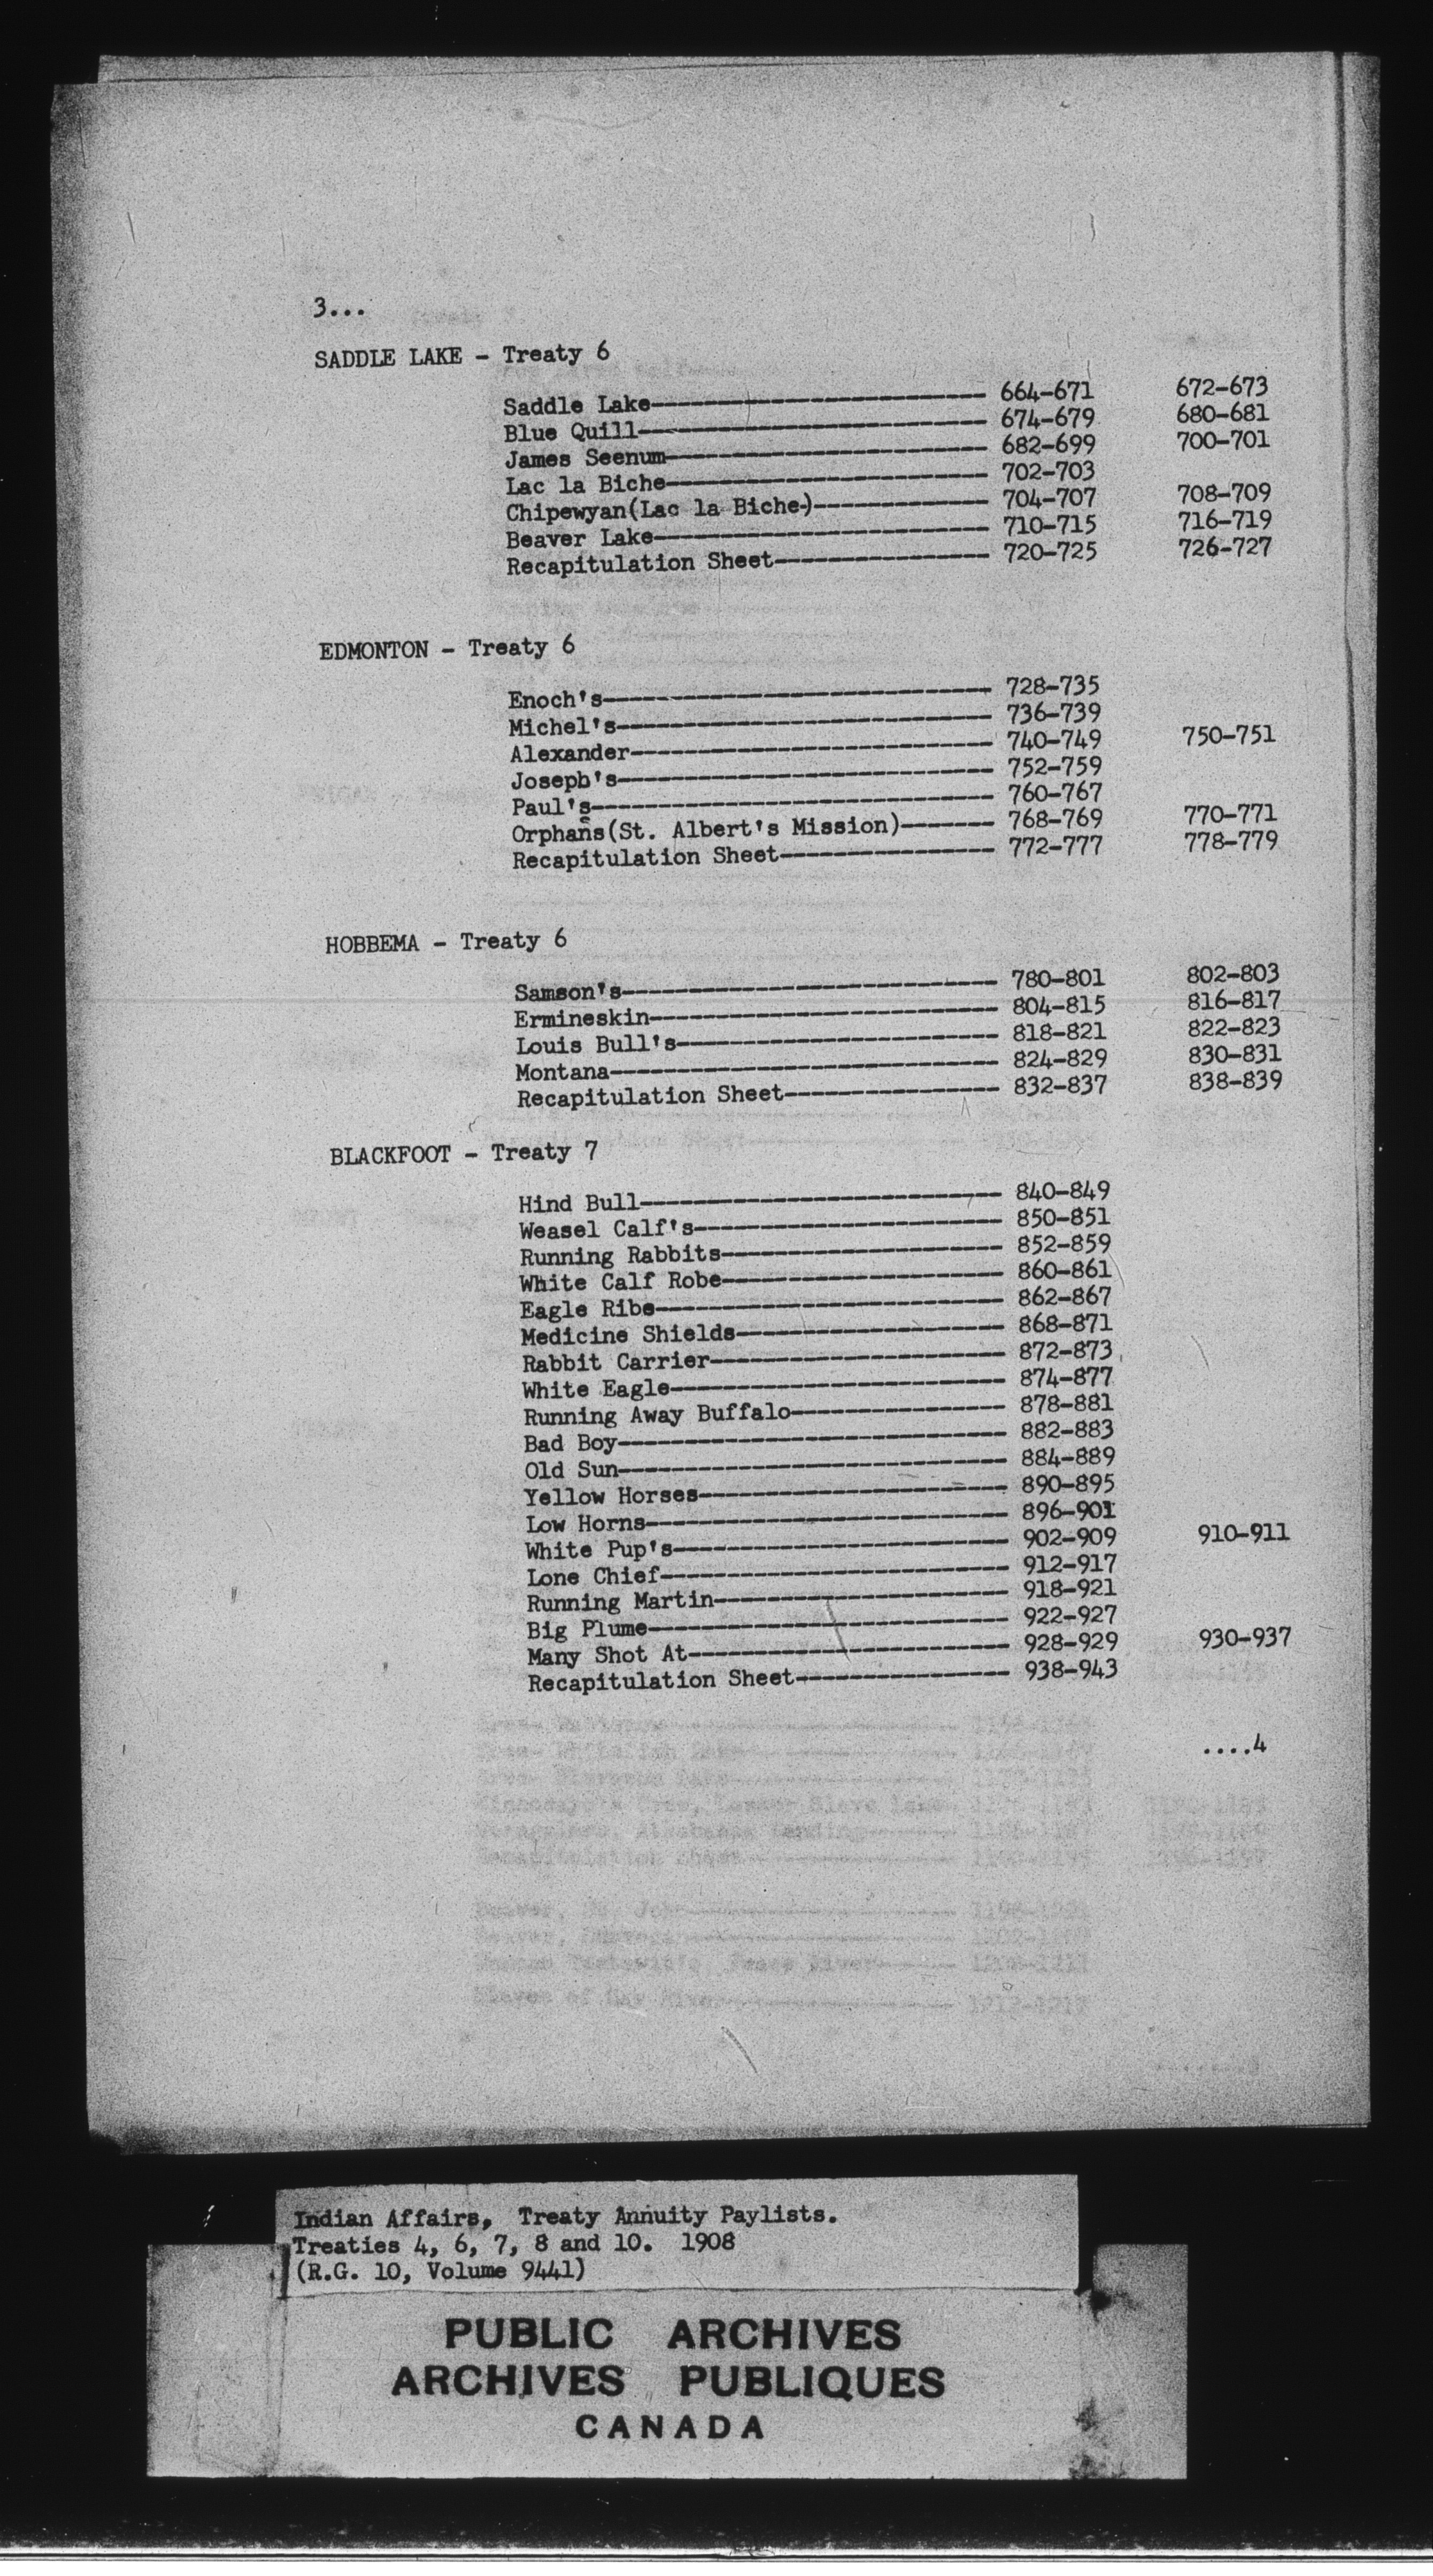 3...
SADDLE LAKE - Treaty 6
Saddle Lake------------------------- 664-671 672-673
Blue Quill-------------------------- 674-679 680-681
James Seenum------------------------ 682-699 700-701
Lac la Biche------------------------ 702-703
Chipewyan(Lac la Biche-)------------- 704-707 708-709
Beaver Lake------------------------- 710-715 716-719
Recapitulation Sheet---------------- 720-725 726-727
EDMONTON - Treaty 6
Enoch's----------------------------- 728-735
Michel's---------------------------- 736-739
Alexander--------------------------- 740-749 750-751
Joseph's---------------------------- 752-759
Paul's------------------------------ 760-767
Orphans(St. Albert's Mission)------- 768-769 770-771
Recapitulation Sheet---------------- 772-777 778-779
HOBBEMA - Treaty 6
Samson's---------------------------- 780-801 802-803
Ermineskin-------------------------- 804-815 816-817
Louis Bull's------------------------ 818-821 822-823
Montana----------------------------- 824-829 830-831
Recapitulation Sheet---------------- 832-837 838-839
BLACKFOOT - Treaty 7
Hind Bull--------------------------- 840-849
Weasel Calf's----------------------- 850-851
Running Rabbits--------------------- 852-859
White Calf Robe--------------------- 860-861
Eagle Ribs-------------------------- 862-867
Medicine Shields-------------------- 868-871
Rabbit Carrier---------------------- 872-873
White Eagle------------------------- 874-877
Running Away Buffalo---------------- 878-881
Bad Boy----------------------------- 882-883
Old Sun----------------------------- 884-889
Yellow Horses----------------------- 890-895
Low Horns--------------------------- 896-901
White Pup's------------------------- 902-909 910-911
Lone Chief-------------------------- 912-917
Running Martin---------------------- 918-921
Big Plume--------------------------- 922-927
Many Shot At------------------------ 928-929 930-937
Recapitulation Sheet---------------- 938-943
....4
Indian Affairs, Treaty Annuity Paylists.
Treaties 4, 6, 7, 8 and 10. 1908
(R.G. 10, Volume 9441)
PUBLIC ARCHIVES
ARCHIVES PUBLIQUES
CANADA